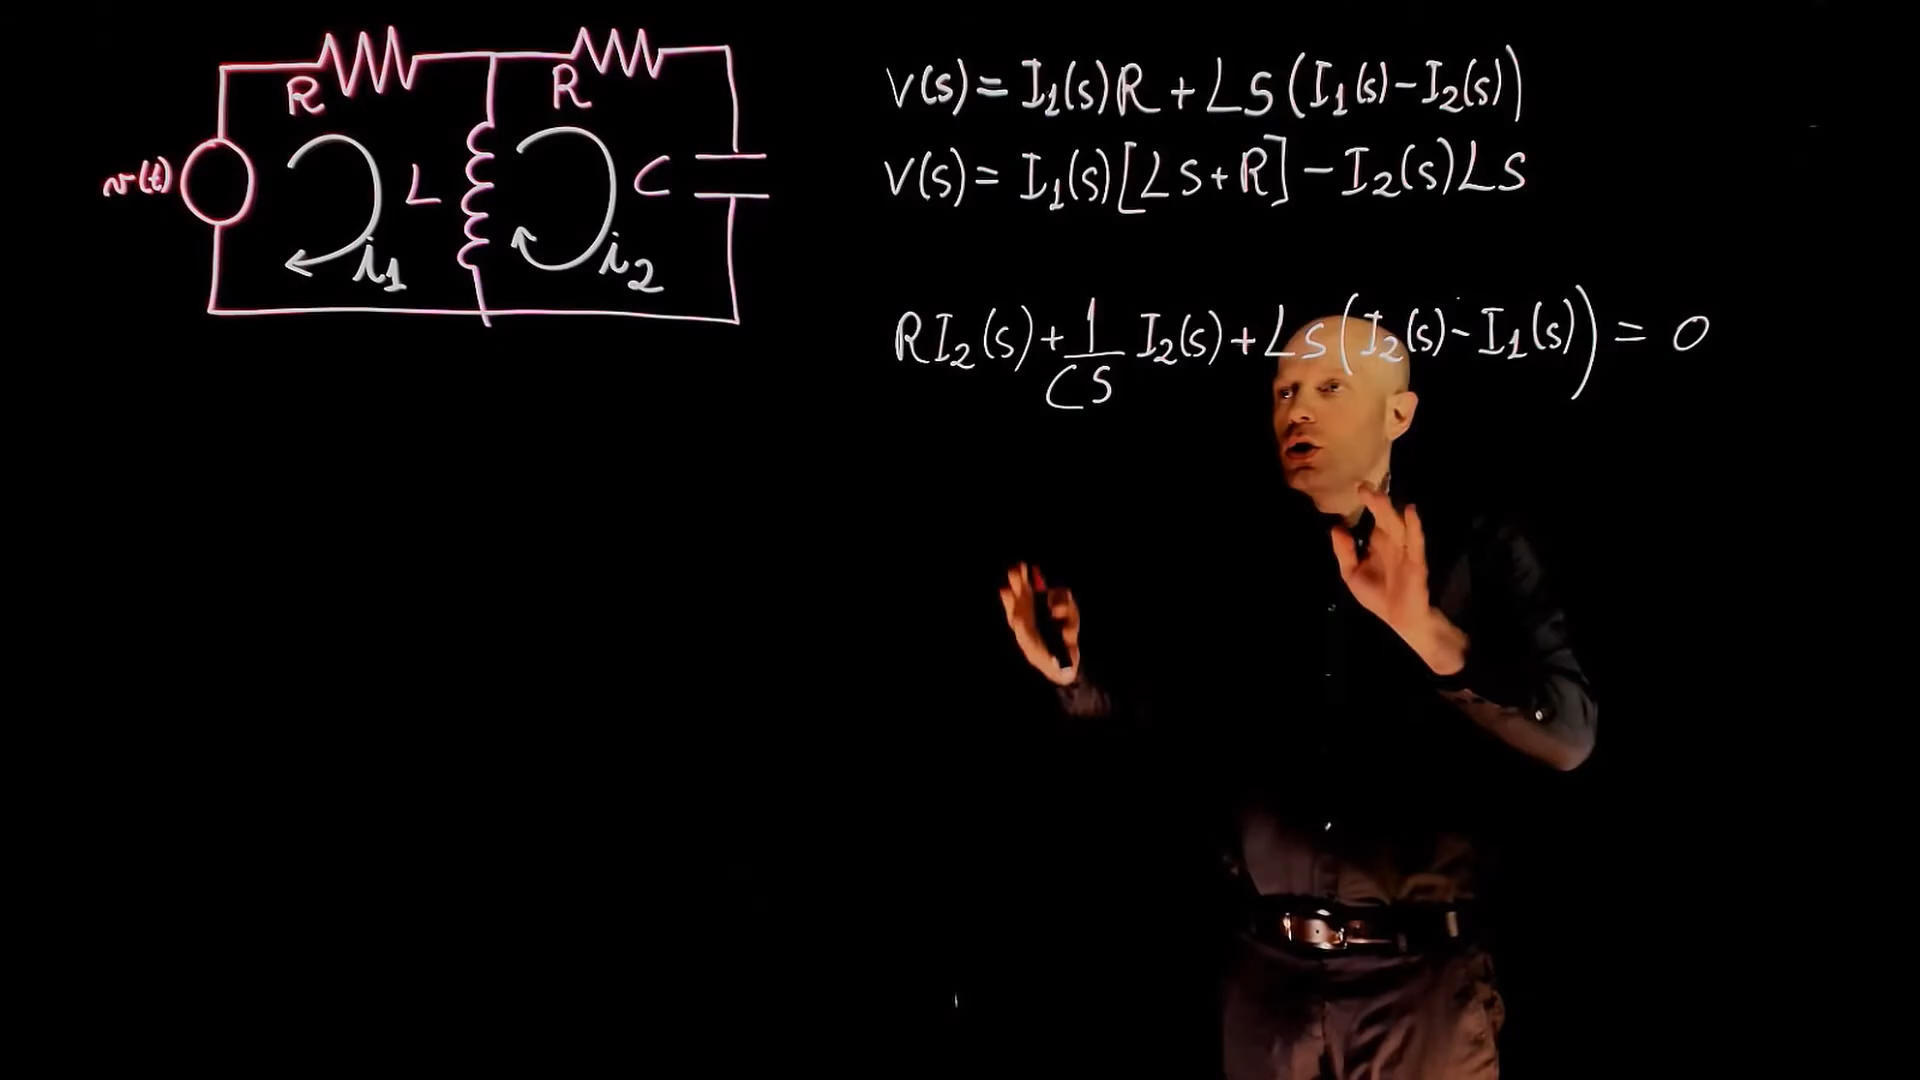 R R
v(t) L C
i1 i2
V(s) = I1(s)R + LS(I1(s) - I2(s))
V(s) = I1(s)[LS + R] - I2(s)LS
RI2(s) + 1/CS I2(s) + LS(I2(s) - I1(s)) = 0